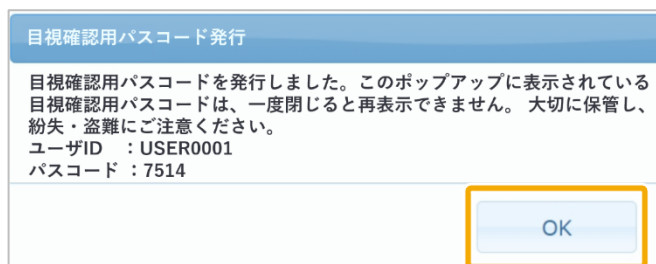 目視確認用パスコード発行
目視確認用パスコードを発行しました。このポップアップに表示されている
目視確認用パスコードは、一度閉じると再表示できません。 大切に保管し、
紛失・盗難にご注意ください。
ユーザID ：USER0001
パスコード ：7514
OK